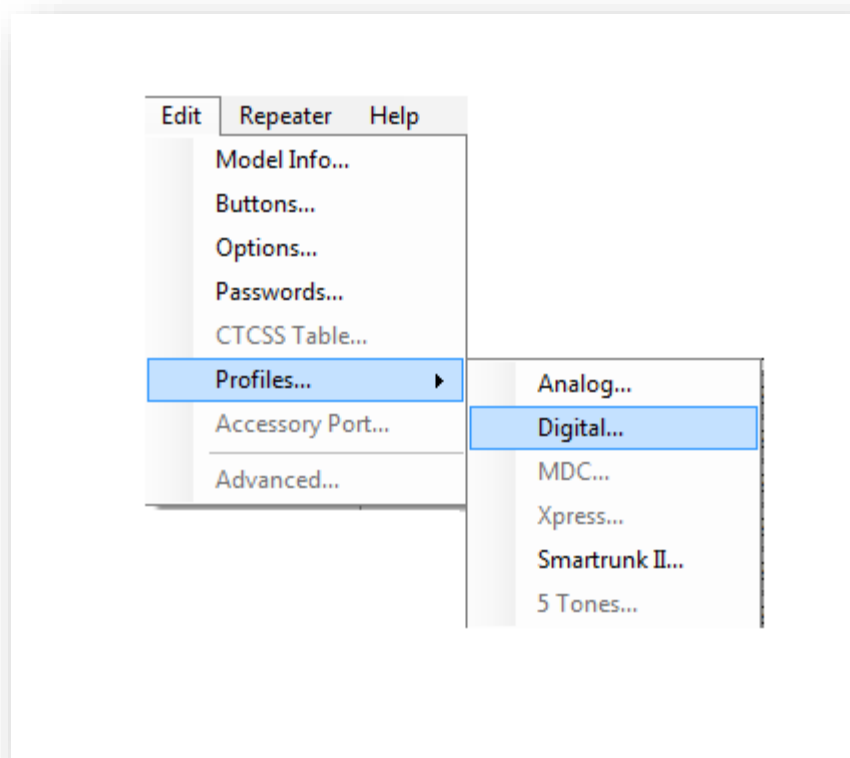 Edit Repeater Help
Model Info...
Buttons...
Options...
Passwords...
CTCSS Table...
Profiles...
Accessory Port...
Advanced...
Analog...
Digital...
MDC...
Xpress...
Smartrunk II...
5 Tones...